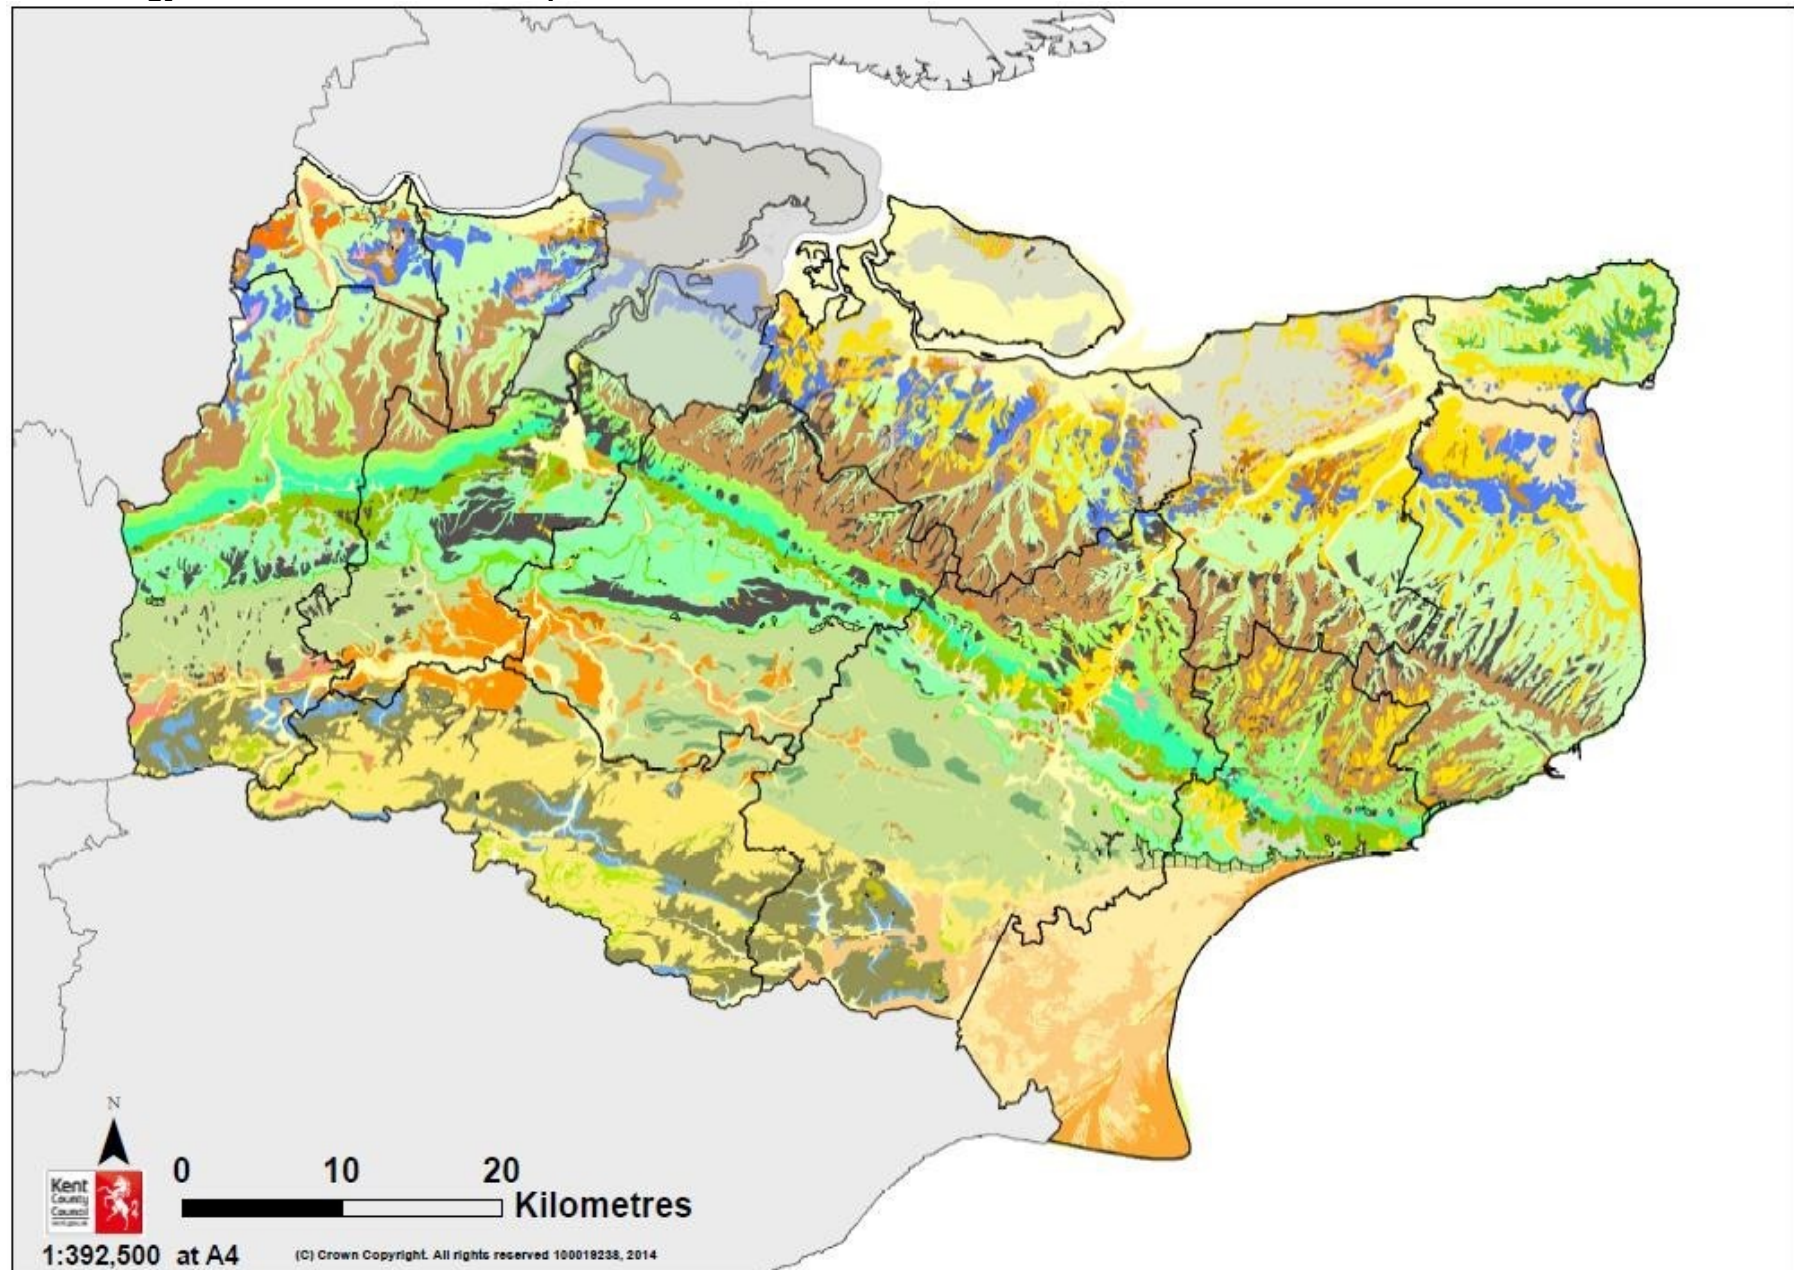 N
0 10 20
Kilometres
Kent
County
Council
1:392,500 at A4
(C) Crown Copyright. All rights reserved 100019238, 2014